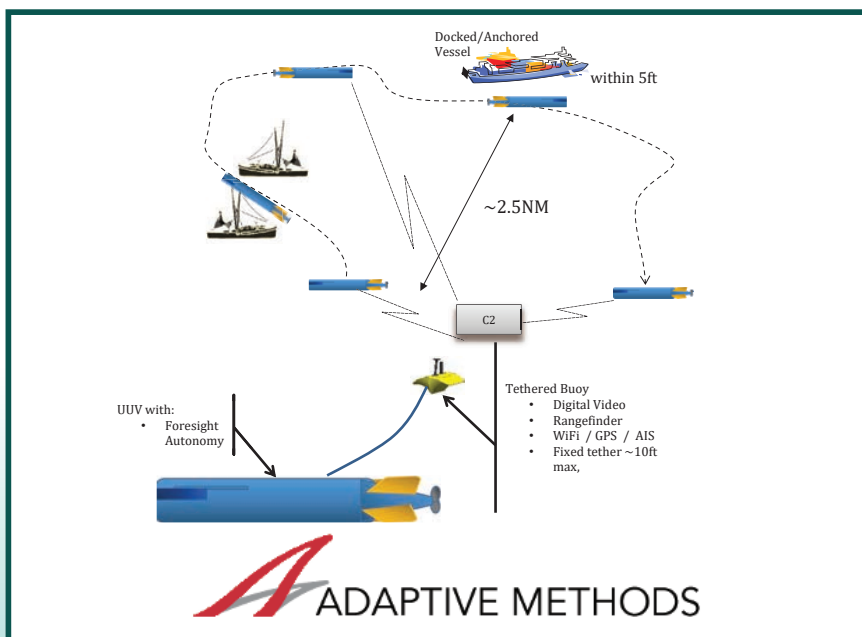 Docked/Anchored
Vessel
within 5ft
~2.5NM
C2
Tethered Buoy
• Digital Video
• Rangefinder
• WiFi / GPS / AIS
• Fixed tether ~10ft
max,
UUV with:
• Foresight
Autonomy
ADAPTIVE METHODS